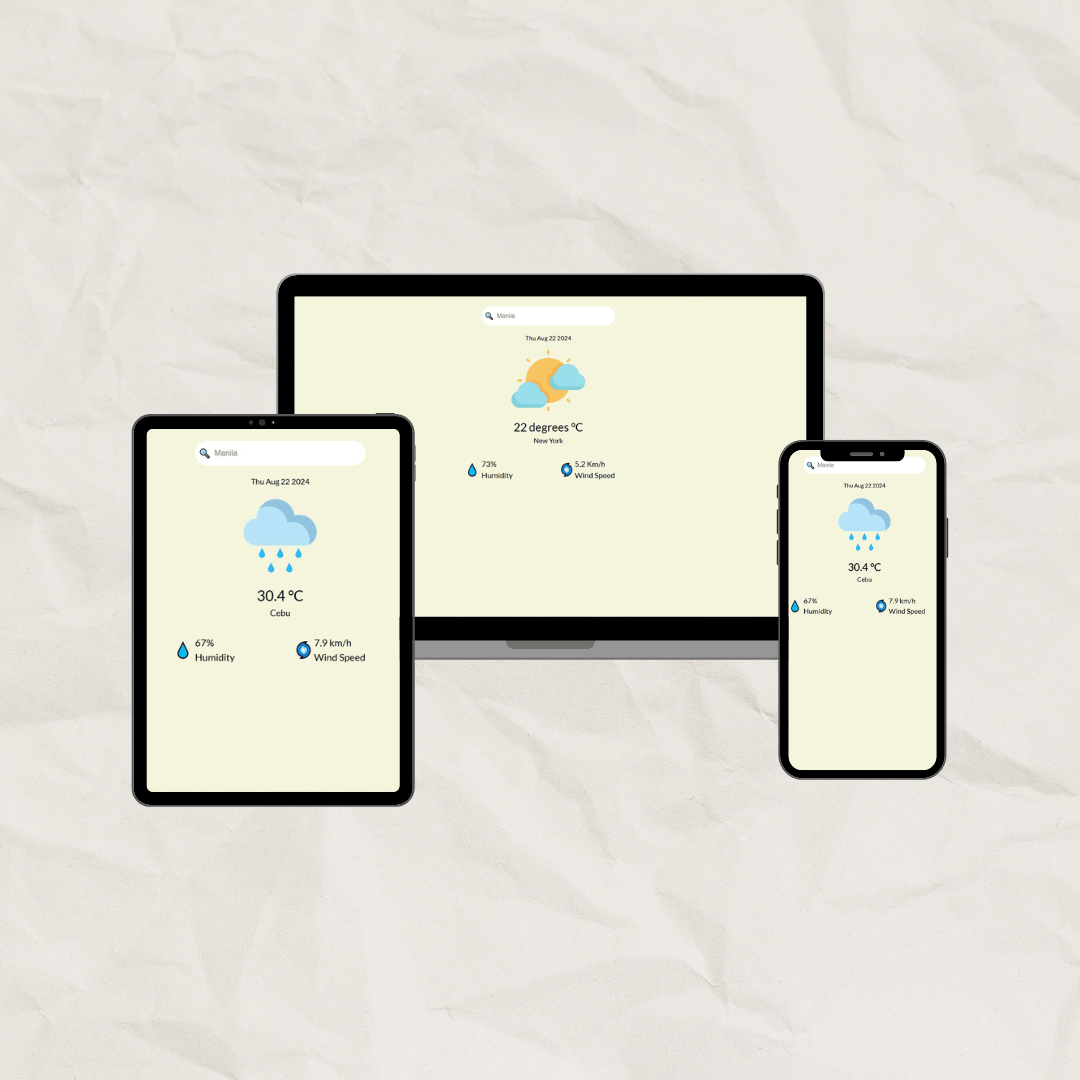 Manila
Thu Aug 22 2024
22 degrees °C
New York
73%
Humidity
5.2 Km/h
Wind Speed
Manila
Thu Aug 22 2024
30.4 °C
Cebu
67%
Humidity
7.9 km/h
Wind Speed
Manila
Thu Aug 22 2024
30.4 °C
Cebu
67%
Humidity
7.9 km/h
Wind Speed